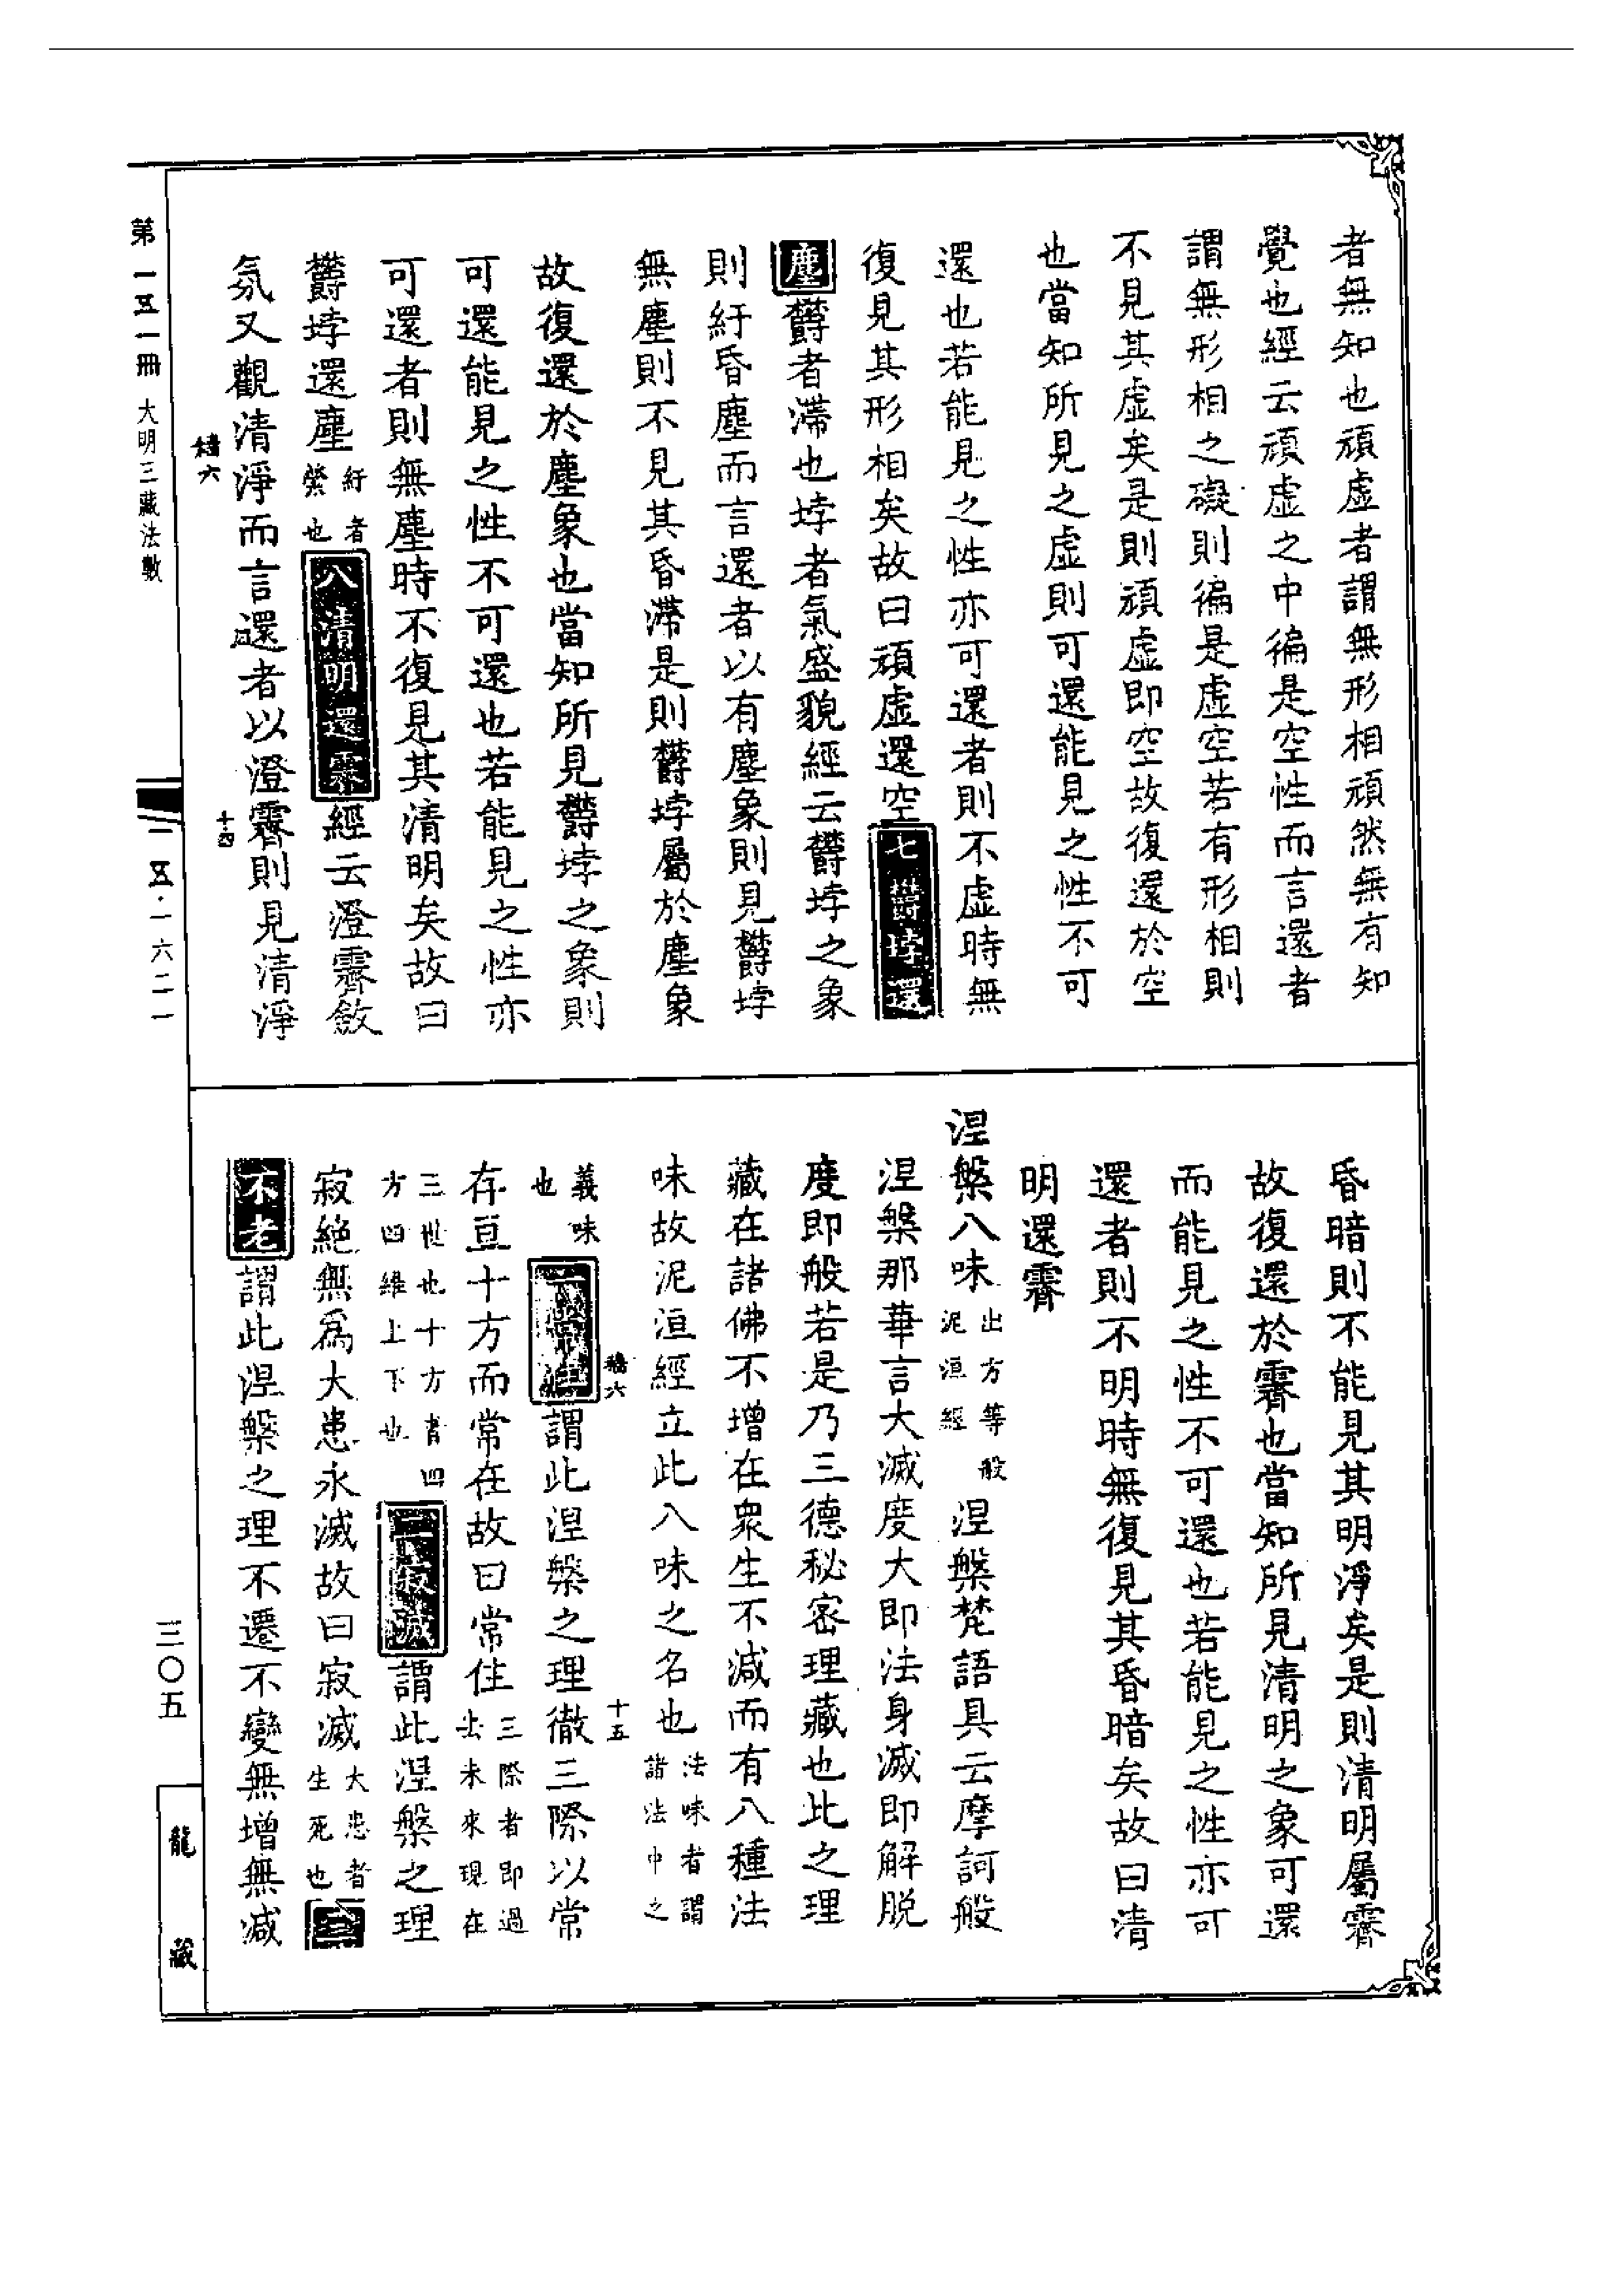 者無知也頑虛者謂無形相頑然無有知
覺也經云頑虛之中徧是空性而言還者
謂無形相之礙則徧是虛空若有形相則
不見其虛矣是則頑虛即空故復還於空
也當知所見之虛則可還能見之性不可
還也若能見之性亦可還者則不虛時無
復見其形相矣故曰頑虛還空七欝㙃還
塵欝者滯也㙃者氣盛貌經云欝㙃之象
則紆昏塵而言還者以有塵象則見欝㙃
無塵則不見其昏滯是則欝㙃屬於塵象
故復還於塵象也當知所見欝㙃之象則
可還能見之性不可還也若能見之性亦
可還者則無塵時不復見其清明矣故曰
欝㙃還塵紆者縈也八清明還霽經云澄霽斂
氛又觀清淨而言還者以澄霽則見清淨
昏暗則不能見其明淨矣是則清明屬霽
故復還於霽也當知所見清明之象可還
而能見之性不可還也若能見之性亦可
還者則不明時無復見其昏暗矣故曰清
明還霽
涅槃八味出方等般泥洹經涅槃梵語具云摩訶般
涅槃那華言大滅度大即法身滅即解脫
度即般若是乃三德秘密理藏也此之理
藏在諸佛不增在衆生不減而有八種法
味故泥洹經立此八味之名也法味者謂諸法中之
義味也一常住謂此涅槃之理徹三際以常
存亘十方而常在故曰常住三際者即過去未來現在
三世也十方者四方四維上下也二寂滅謂此涅槃之理
寂絕無爲大患永滅故曰寂滅大患者生死也三
不老謂此涅槃之理不遷不變無增無減
第一五一冊 大明三藏法數
一五·一六二一
三〇五
龍藏
六
十四
六
十五